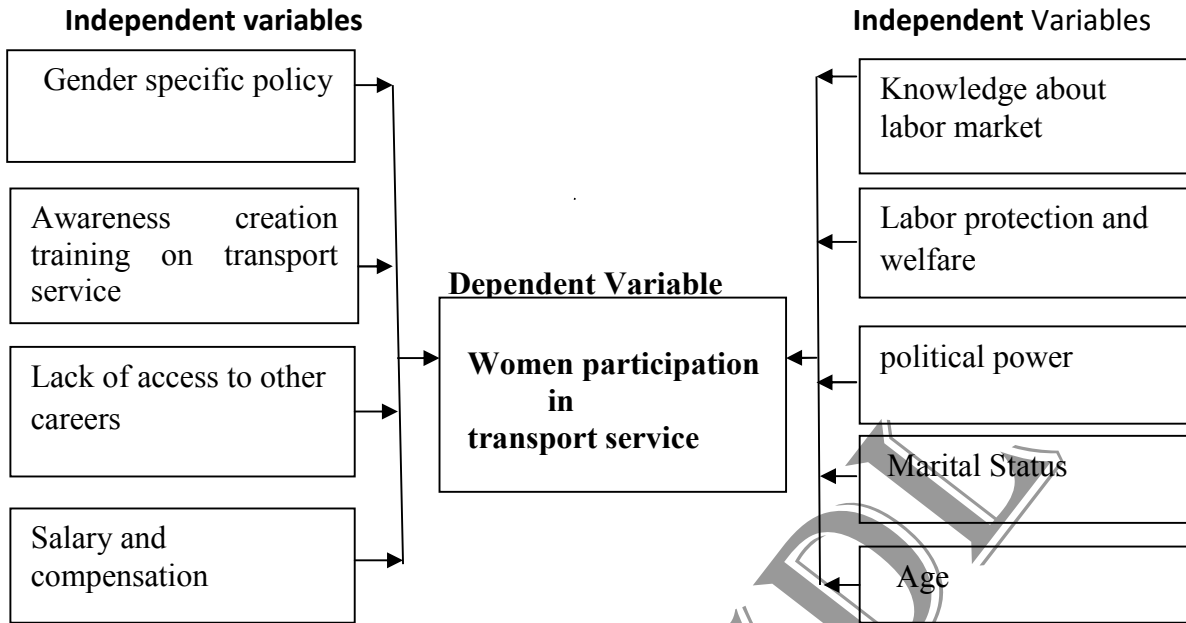 Independent variables
Gender specific policy
Awareness creation
training on transport
service
Lack of access to other
careers
Salary and
compensation
Dependent Variable
Women participation
in
transport service
Independent Variables
Knowledge about
labor market
Labor protection and
welfare
political power
Marital Status
Age